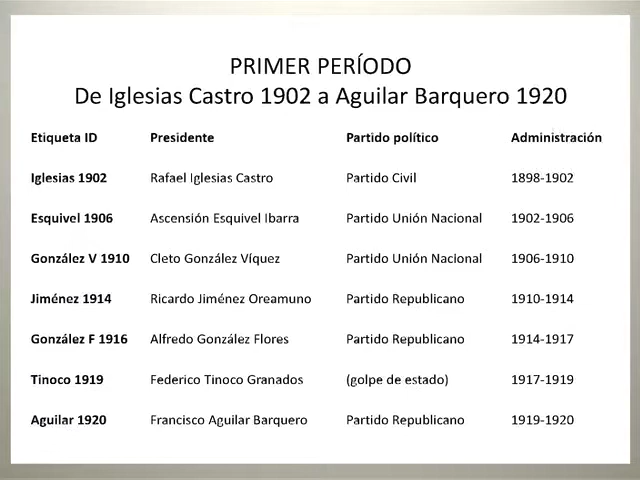 PRIMER PERÍODO
De Iglesias Castro 1902 a Aguilar Barquero 1920
Etiqueta ID Presidente Partido político Administración
Iglesias 1902 Rafael Iglesias Castro Partido Civil 1898-1902
Esquivel 1906 Ascensión Esquivel Ibarra Partido Unión Nacional 1902-1906
González V 1910 Cleto González Víquez Partido Unión Nacional 1906-1910
Jiménez 1914 Ricardo Jiménez Oreamuno Partido Republicano 1910-1914
González F 1916 Alfredo González Flores Partido Republicano 1914-1917
Tinoco 1919 Federico Tinoco Granados (golpe de estado) 1917-1919
Aguilar 1920 Francisco Aguilar Barquero Partido Republicano 1919-1920